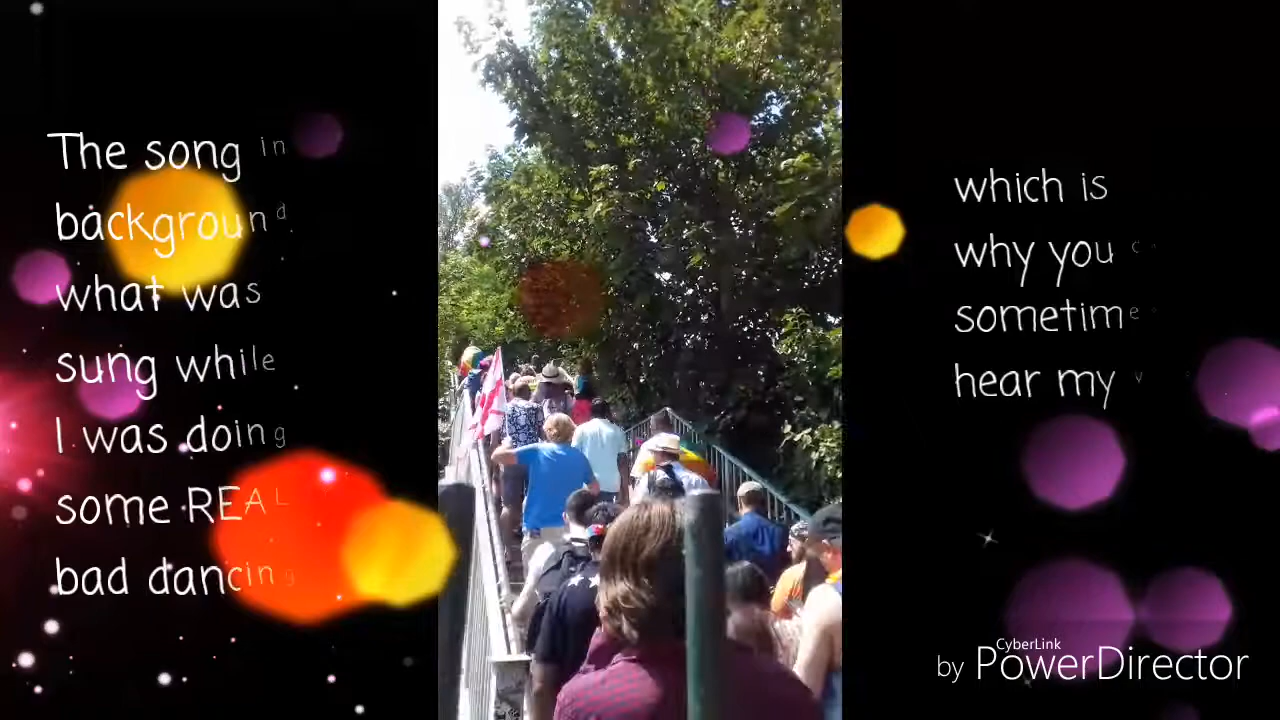 The song in
background
what was
sung while
I was doing
some REAL
bad dancing
which is
why you
sometime
hear my
CyberLink
by PowerDirector